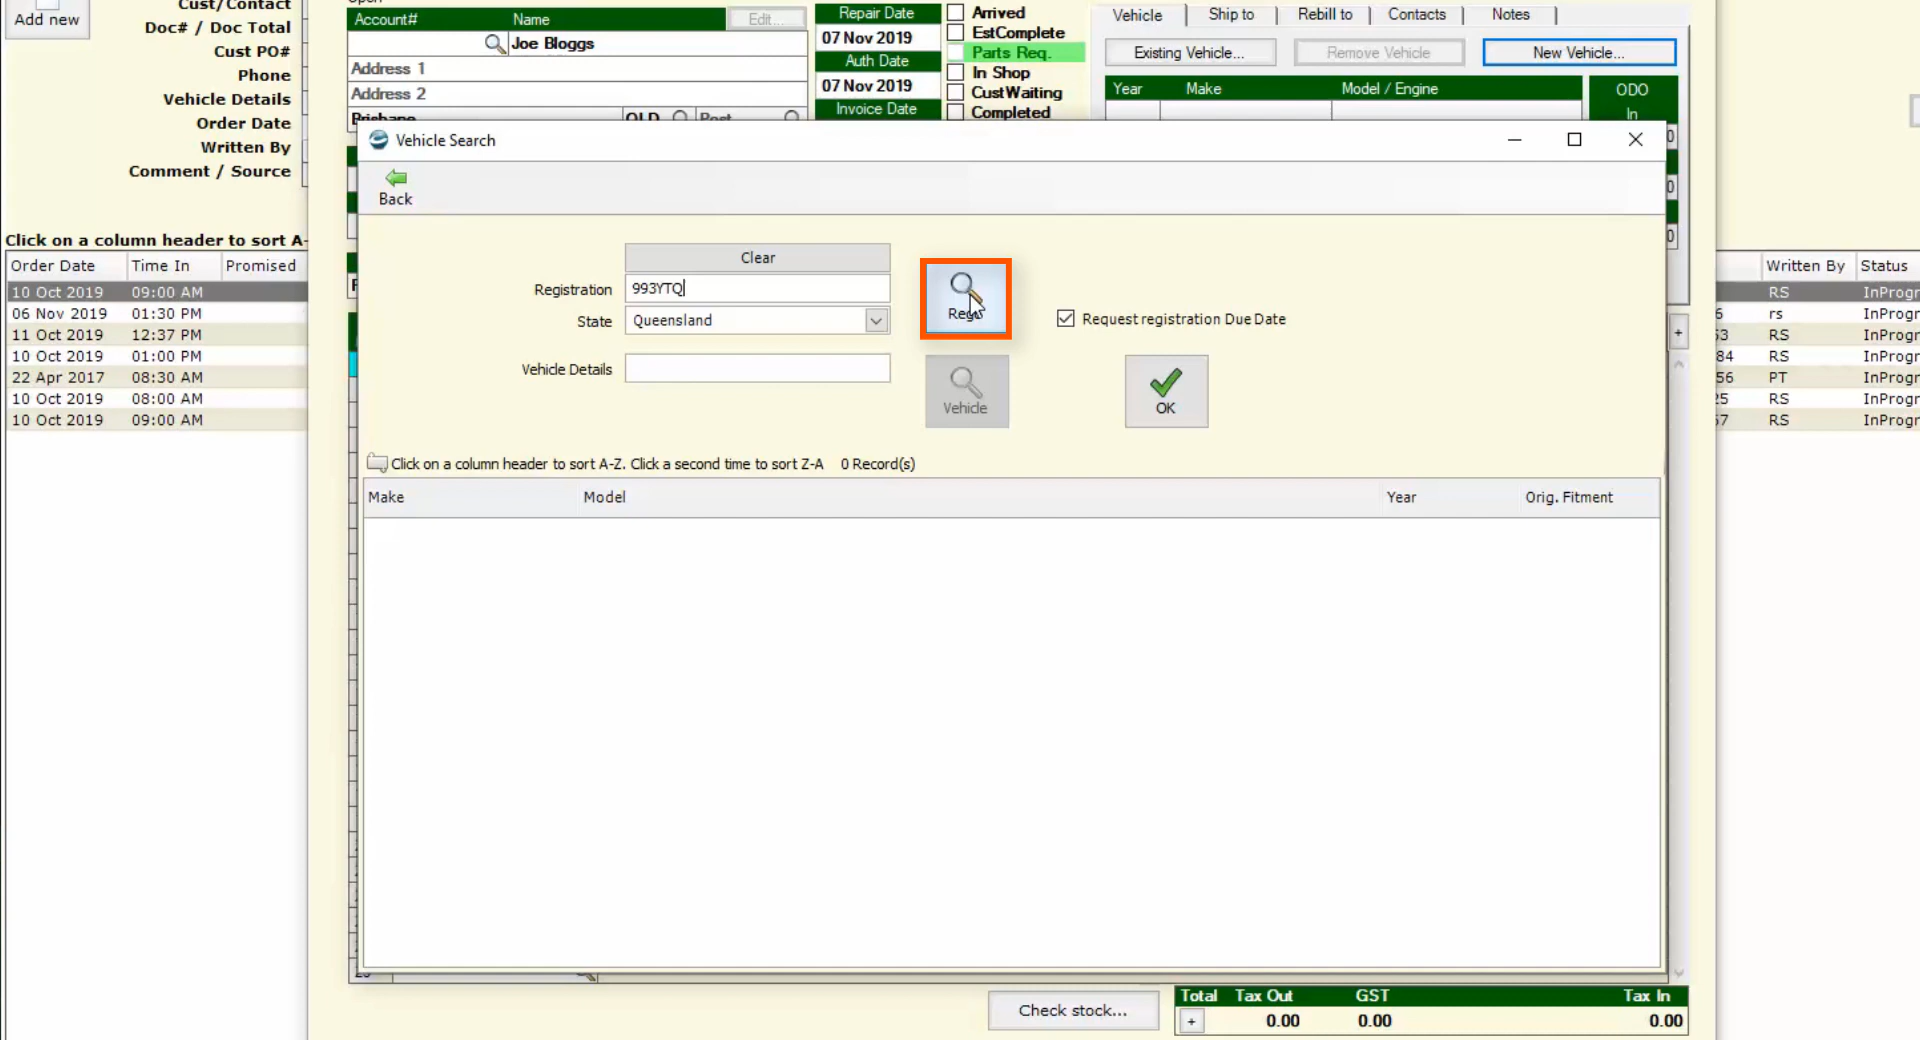 Add new
Cust/Contact
Doc# / Doc Total
Cust PO#
Phone
Vehicle Details
Order Date
Written By
Comment / Source
Account# Name Edit...
Joe Bloggs
Address 1
Address 2
Brisbane QLD Post
Repair Date
07 Nov 2019
Auth Date
07 Nov 2019
Invoice Date
Arrived
EstComplete
Parts Req.
In Shop
CustWaiting
Completed
Vehicle Ship to Rebill to Contacts Notes
Existing Vehicle... Remove Vehicle New Vehicle...
Year Make Model / Engine ODO
In
Vehicle Search
Back
Clear
Registration 993YTQ
State Queensland
Vehicle Details
Rego
Request registration Due Date
Vehicle
OK
Click on a column header to sort A-Z. Click a second time to sort Z-A 0 Record(s)
Make Model Year Orig. Fitment
Click on a column header to sort A-
Order Date Time In Promised Written By Status
10 Oct 2019 09:00 AM RS InProgr
06 Nov 2019 01:30 PM 6 rs InProgr
11 Oct 2019 12:37 PM 53 RS InProgr
10 Oct 2019 01:00 PM 84 RS InProgr
22 Apr 2017 08:30 AM 56 PT InProgr
10 Oct 2019 08:00 AM 25 RS InProgr
10 Oct 2019 09:00 AM 57 RS InProgr
Check stock...
Total Tax Out GST Tax In
+ 0.00 0.00 0.00